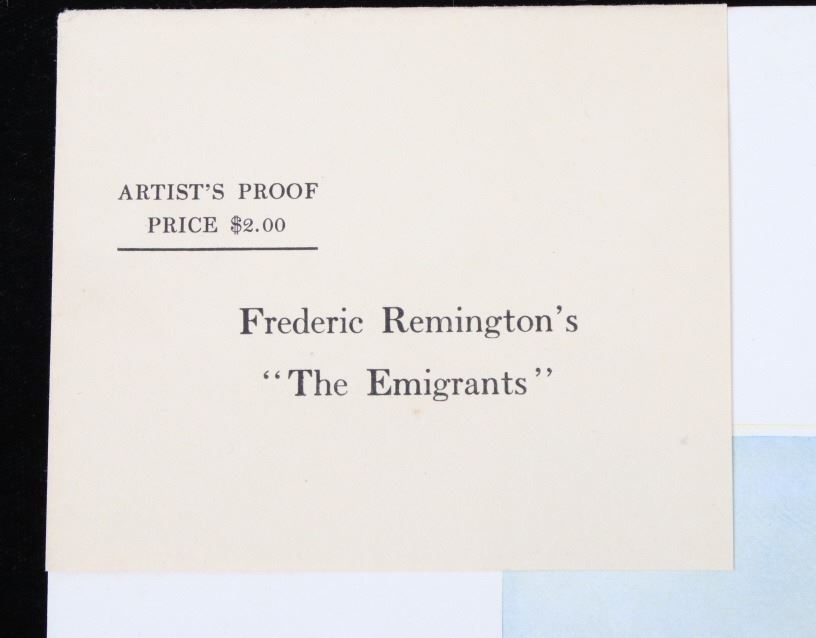 ARTIST'S PROOF
PRICE $2.00
Frederic Remington's
“The Emigrants”